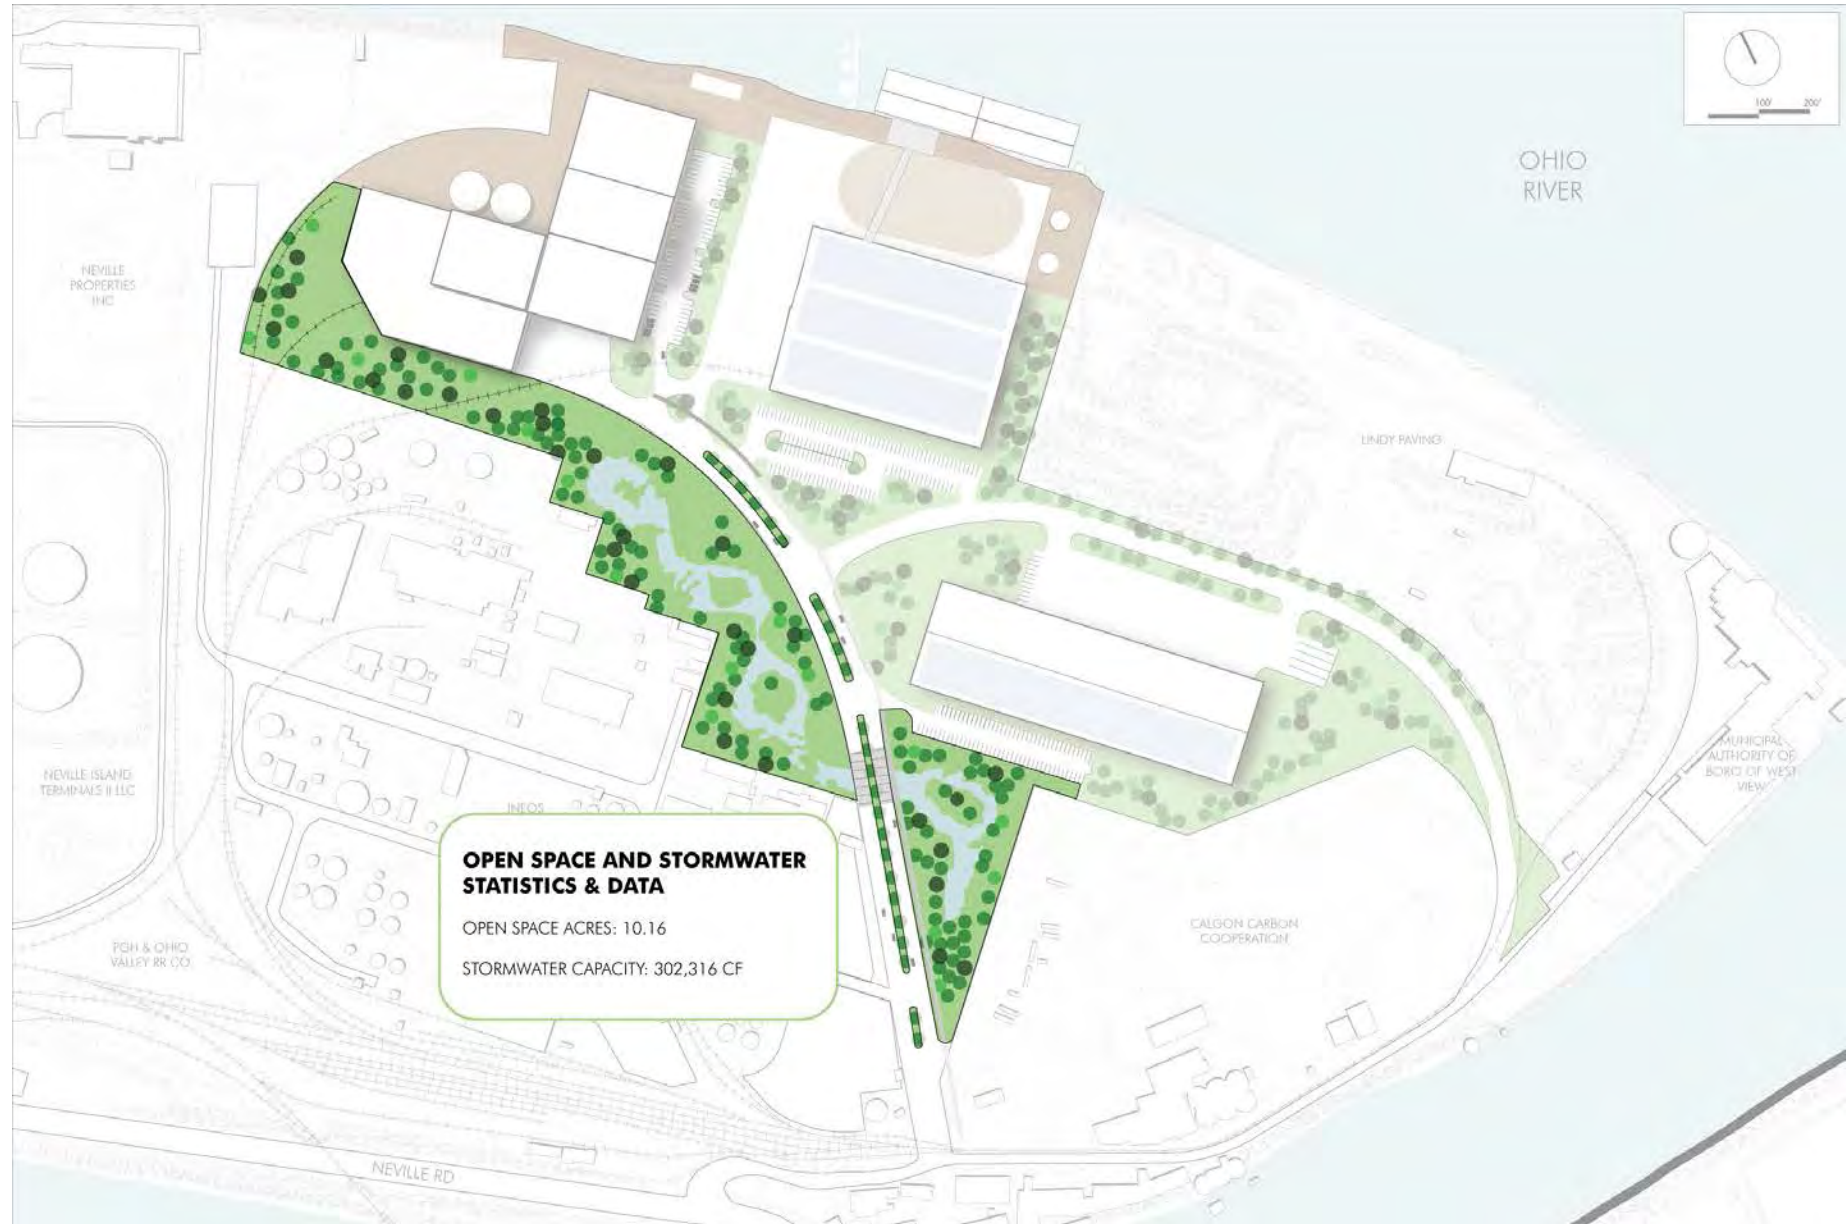 100' 200'
OHIO
RIVER
NEVILLE
PROPERTIES
INC
LINDY PAVING
MUNICIPAL
AUTHORITY OF
BORO OF WEST
VIEW
NEVILLE ISLAND
TERMINALS II LLC
INEOS
OPEN SPACE AND STORMWATER
STATISTICS & DATA
OPEN SPACE ACRES: 10.16
STORMWATER CAPACITY: 302,316 CF
CALGON CARBON
COOPERATION
PGH & OHIO
VALLEY RR CO
NEVILLE RD